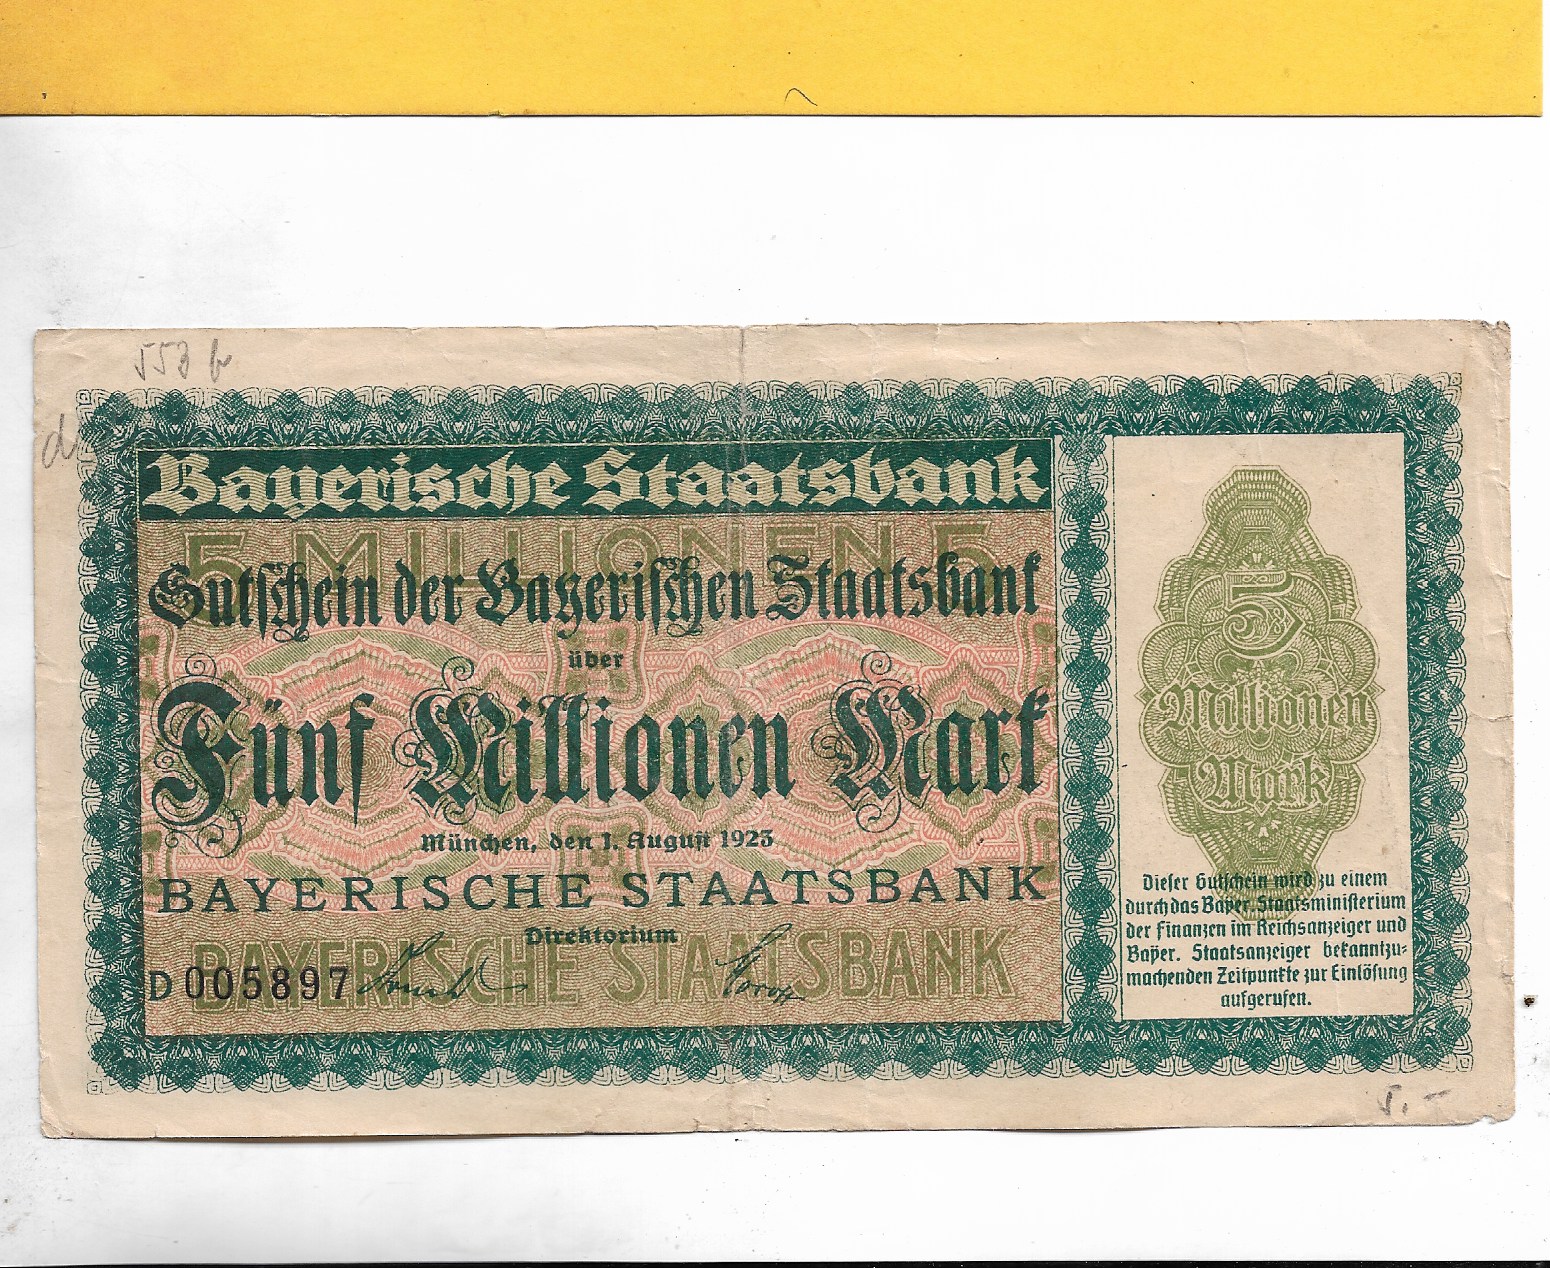 553 b
d
Bayerische Staatsbank
5 MILLIONEN 5
Gutschein der Bayerischen Staatsbank
über
Fünf Millionen Mark
München, den 1. August 1923
BAYERISCHE STAATSBANK
Direktorium
BAYERISCHE STAATSBANK
D 005897
5
Millionen
Mark
Dieser Gutschein wird zu einem
durch das Bayer. Staatsministerium
der Finanzen im Reichsanzeiger und
Bayer. Staatsanzeiger bekanntzu-
machenden Zeitpunkte zur Einlösung
aufgerufen.
5.-